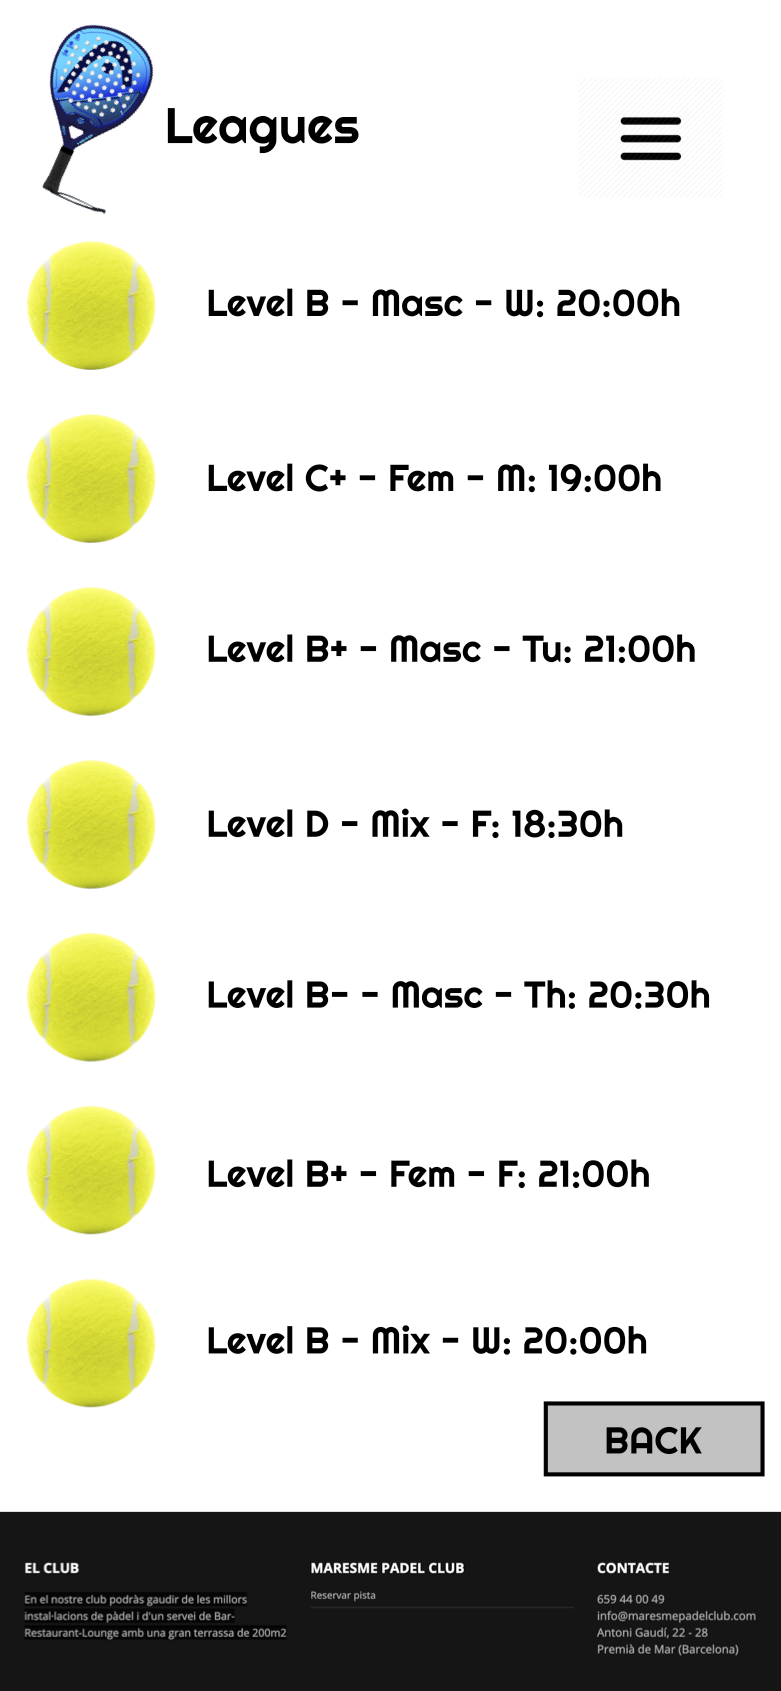 Leagues
Level B - Masc - W: 20:00h
Level C+ - Fem - M: 19:00h
Level B+ - Masc - Tu: 21:00h
Level D - Mix - F: 18:30h
Level B- - Masc - Th: 20:30h
Level B+ - Fem - F: 21:00h
Level B - Mix - W: 20:00h
BACK
EL CLUB
En el nostre club podràs gaudir de les millors
instal·lacions de pàdel i d'un servei de Bar-
Restaurant-Lounge amb una gran terrassa de 200m2
MARESME PADEL CLUB
Reservar pista
CONTACTE
659 44 00 49
info@maresmepadelclub.com
Antoni Gaudí, 22 - 28
Premià de Mar (Barcelona)